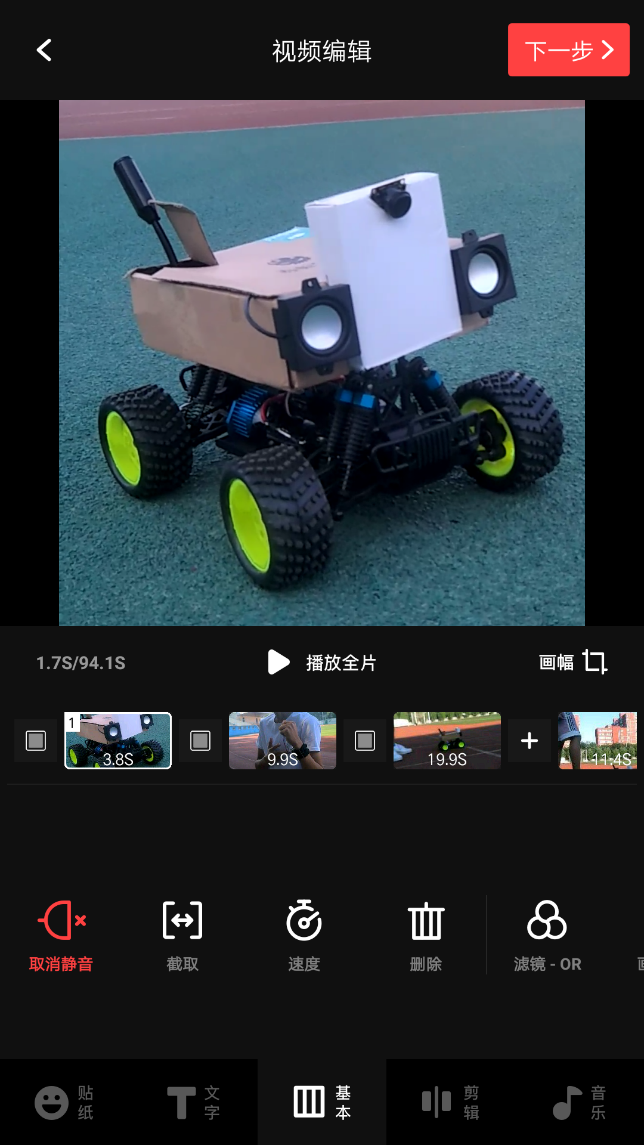 视频编辑
下一步
1.7S/94.1S
播放全片
画幅
1
3.8S
9.9S
19.9S
11.4S
取消静音
截取
速度
删除
滤镜 - OR
贴纸
文字
基本
剪辑
音乐